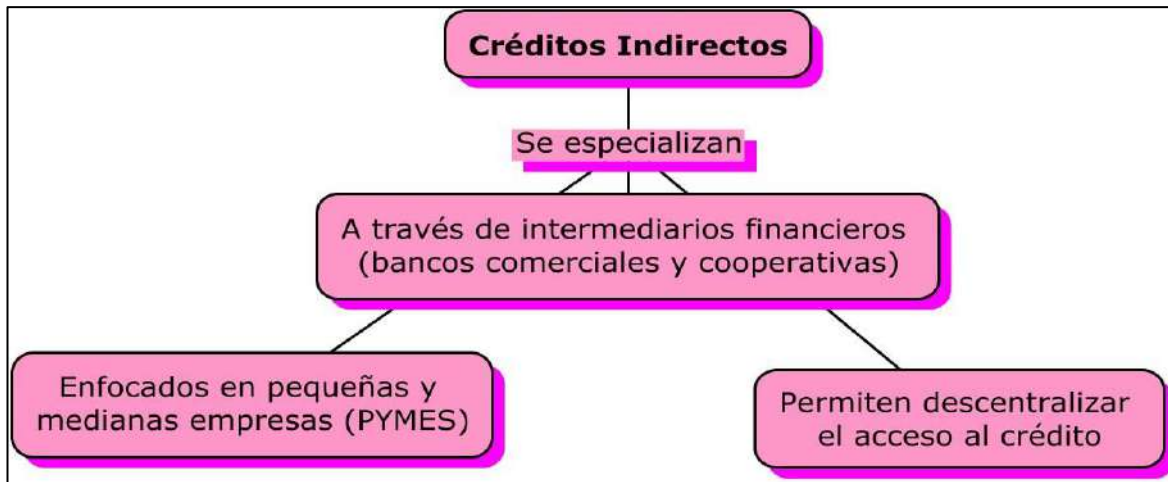 Créditos Indirectos
Se especializan
A través de intermediarios financieros
(bancos comerciales y cooperativas)
Enfocados en pequeñas y
medianas empresas (PYMES)
Permiten descentralizar
el acceso al crédito